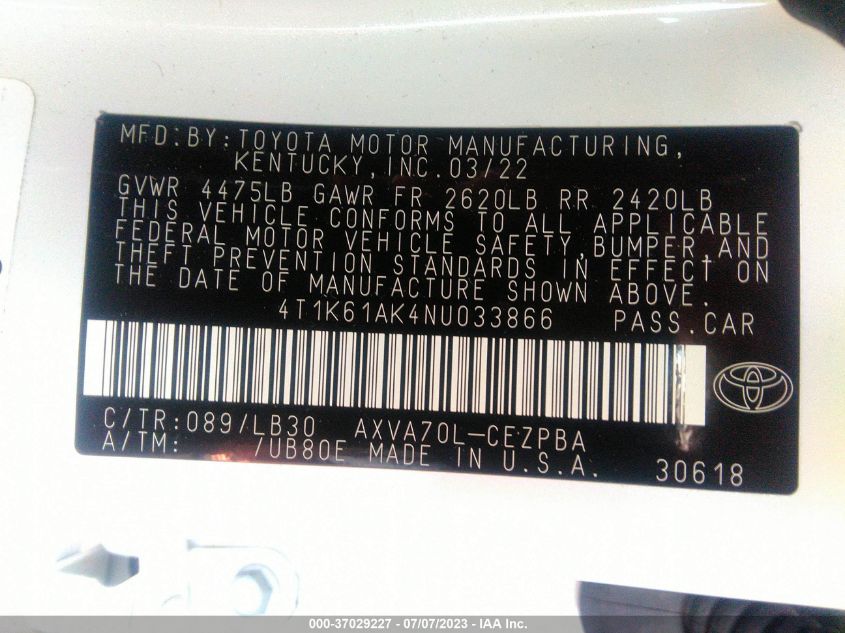 MFD.BY:TOYOTA MOTOR MANUFACTURING,
KENTUCKY,INC.03/22
GVWR 4475LB GAWR FR 2620LB RR 2420LB
THIS VEHICLE CONFORMS TO ALL APPLICABLE
FEDERAL MOTOR VEHICLE SAFETY,BUMPER,AND
THEFT PREVENTION STANDARDS IN EFFECT ON
THE DATE OF MANUFACTURE SHOWN ABOVE.
4T1K61AK4NU033866 PASS.CAR
C/TR:089/LB30 AXVA70L-CEZPBA
A/TM: /UB80E MADE IN U.S.A. 30618
000-37029227 - 07/07/2023 - IAA Inc.